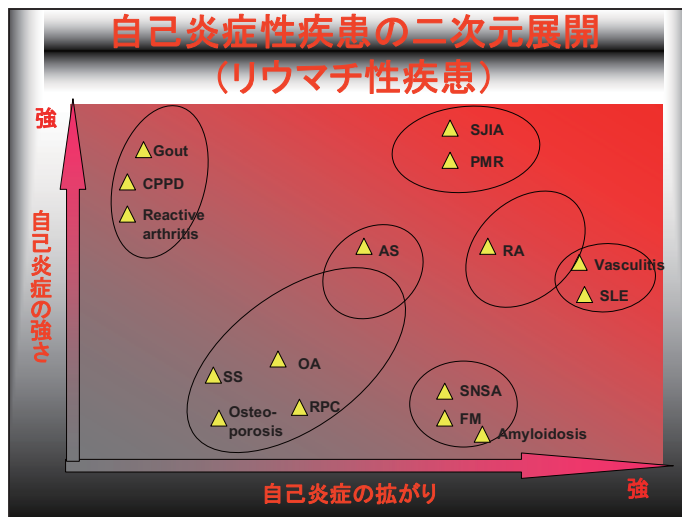 自己炎症性疾患の二次元展開
（リウマチ性疾患）
強
自己炎症の強さ
Gout
CPPD
Reactive
arthritis
SJIA
PMR
AS
RA
Vasculitis
SLE
SS
OA
Osteo-
porosis
RPC
SNSA
FM
Amyloidosis
自己炎症の拡がり
強